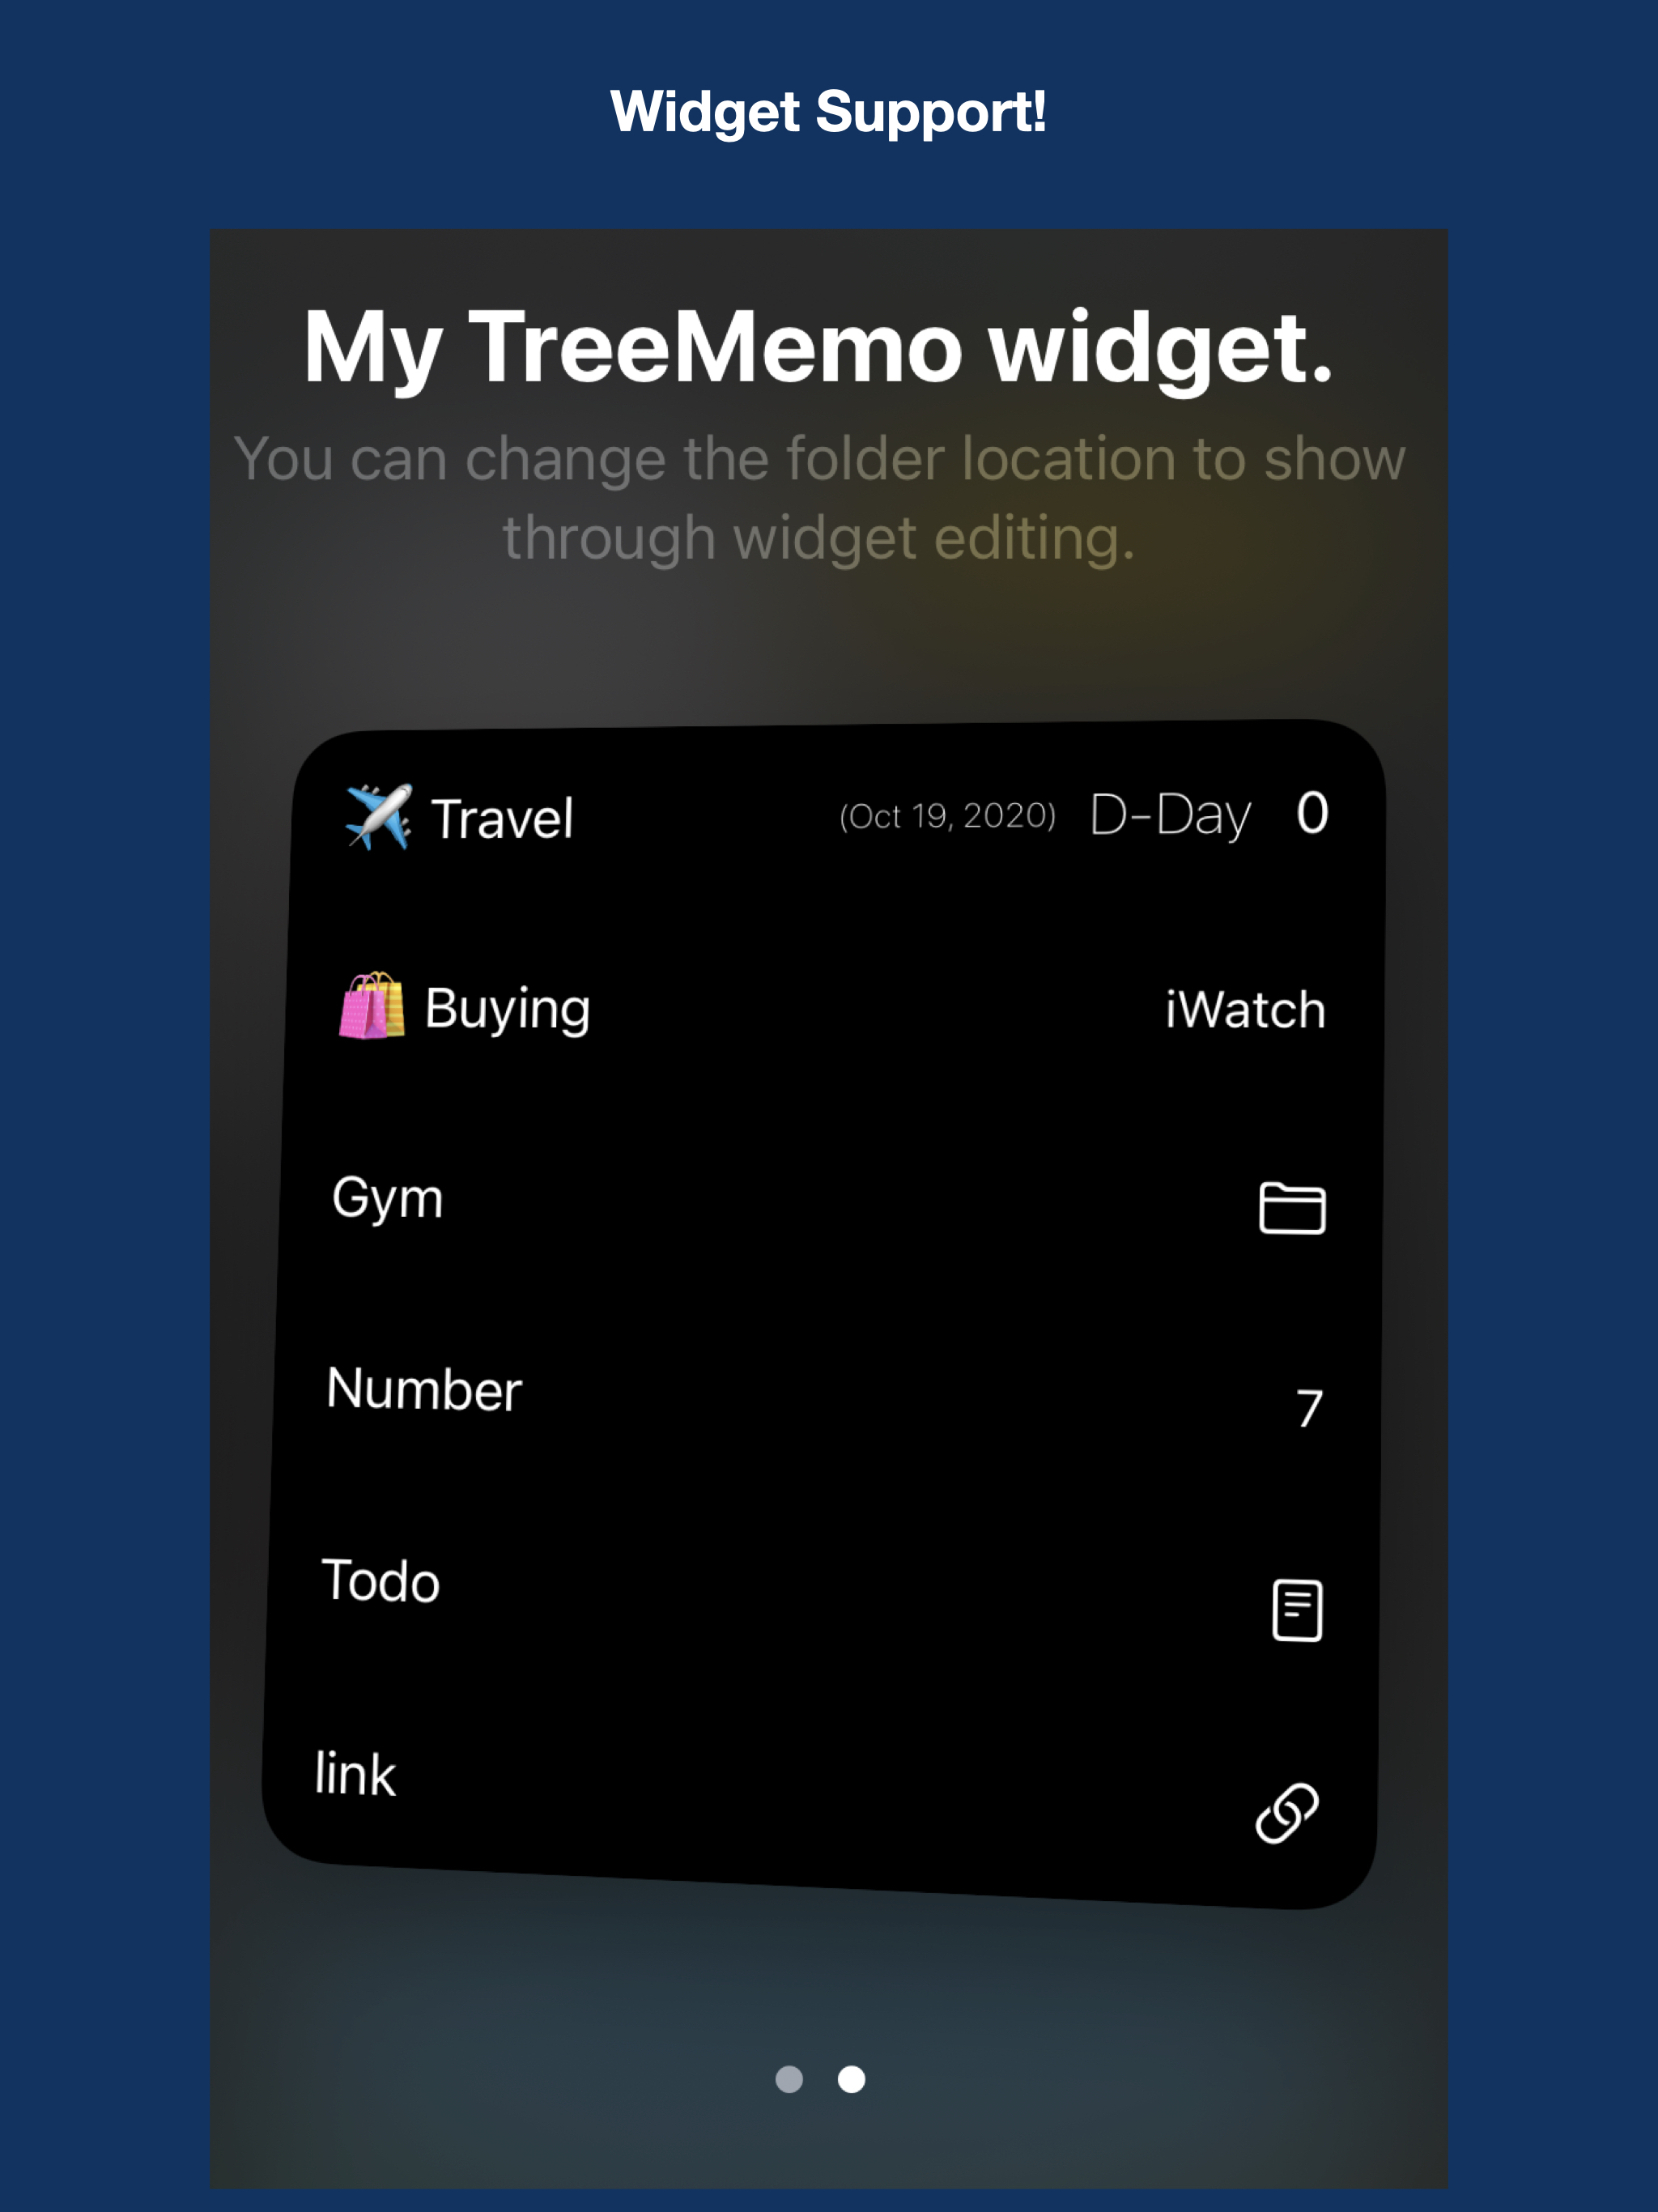 Widget Support!
My TreeMemo widget.
You can change the folder location to show
through widget editing.
✈️ Travel (Oct 19, 2020) D-Day 0
🛍️ Buying iWatch
Gym
Number 7
Todo
link